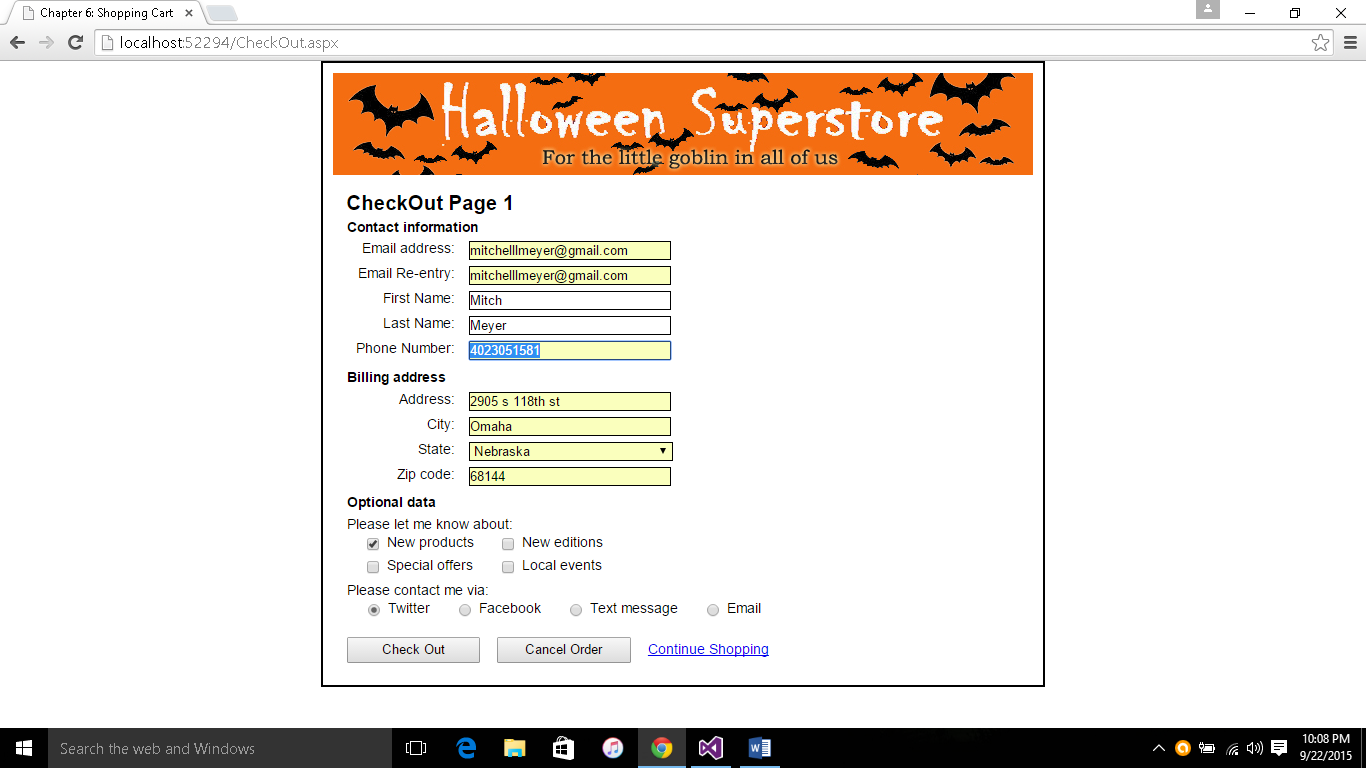 Chapter 6: Shopping Cart
localhost:52294/CheckOut.aspx
Halloween Superstore
For the little goblin in all of us
CheckOut Page 1
Contact information
Email address: mitchelllmeyer@gmail.com
Email Re-entry: mitchelllmeyer@gmail.com
First Name: Mitch
Last Name: Meyer
Phone Number: 4023051581
Billing address
Address: 2905 s 118th st
City: Omaha
State: Nebraska
Zip code: 68144
Optional data
Please let me know about:
New products New editions
Special offers Local events
Please contact me via:
Twitter Facebook Text message Email
Check Out Cancel Order Continue Shopping
Search the web and Windows
10:08 PM
9/22/2015